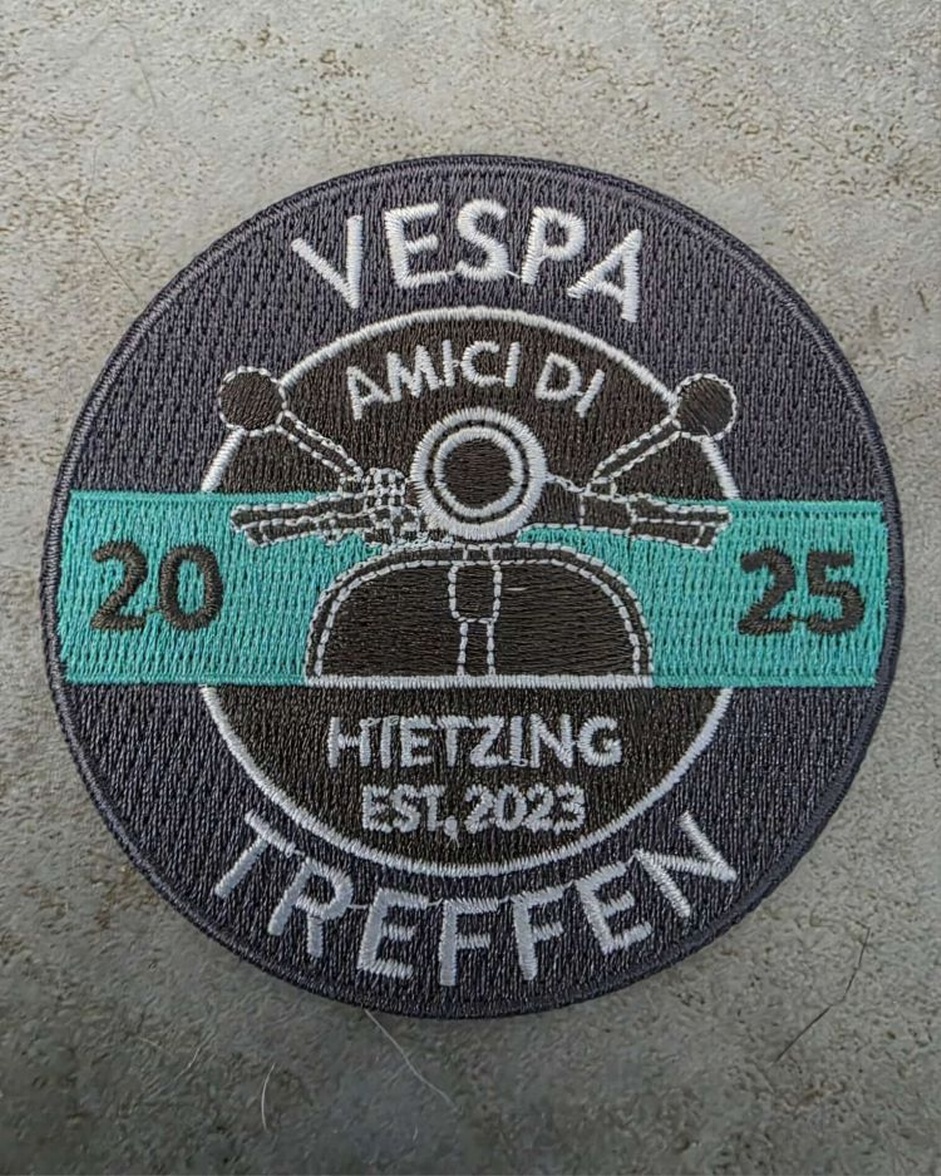 VESPA
AMICI DI
20 25
HIETZING
EST, 2023
TREFFEN